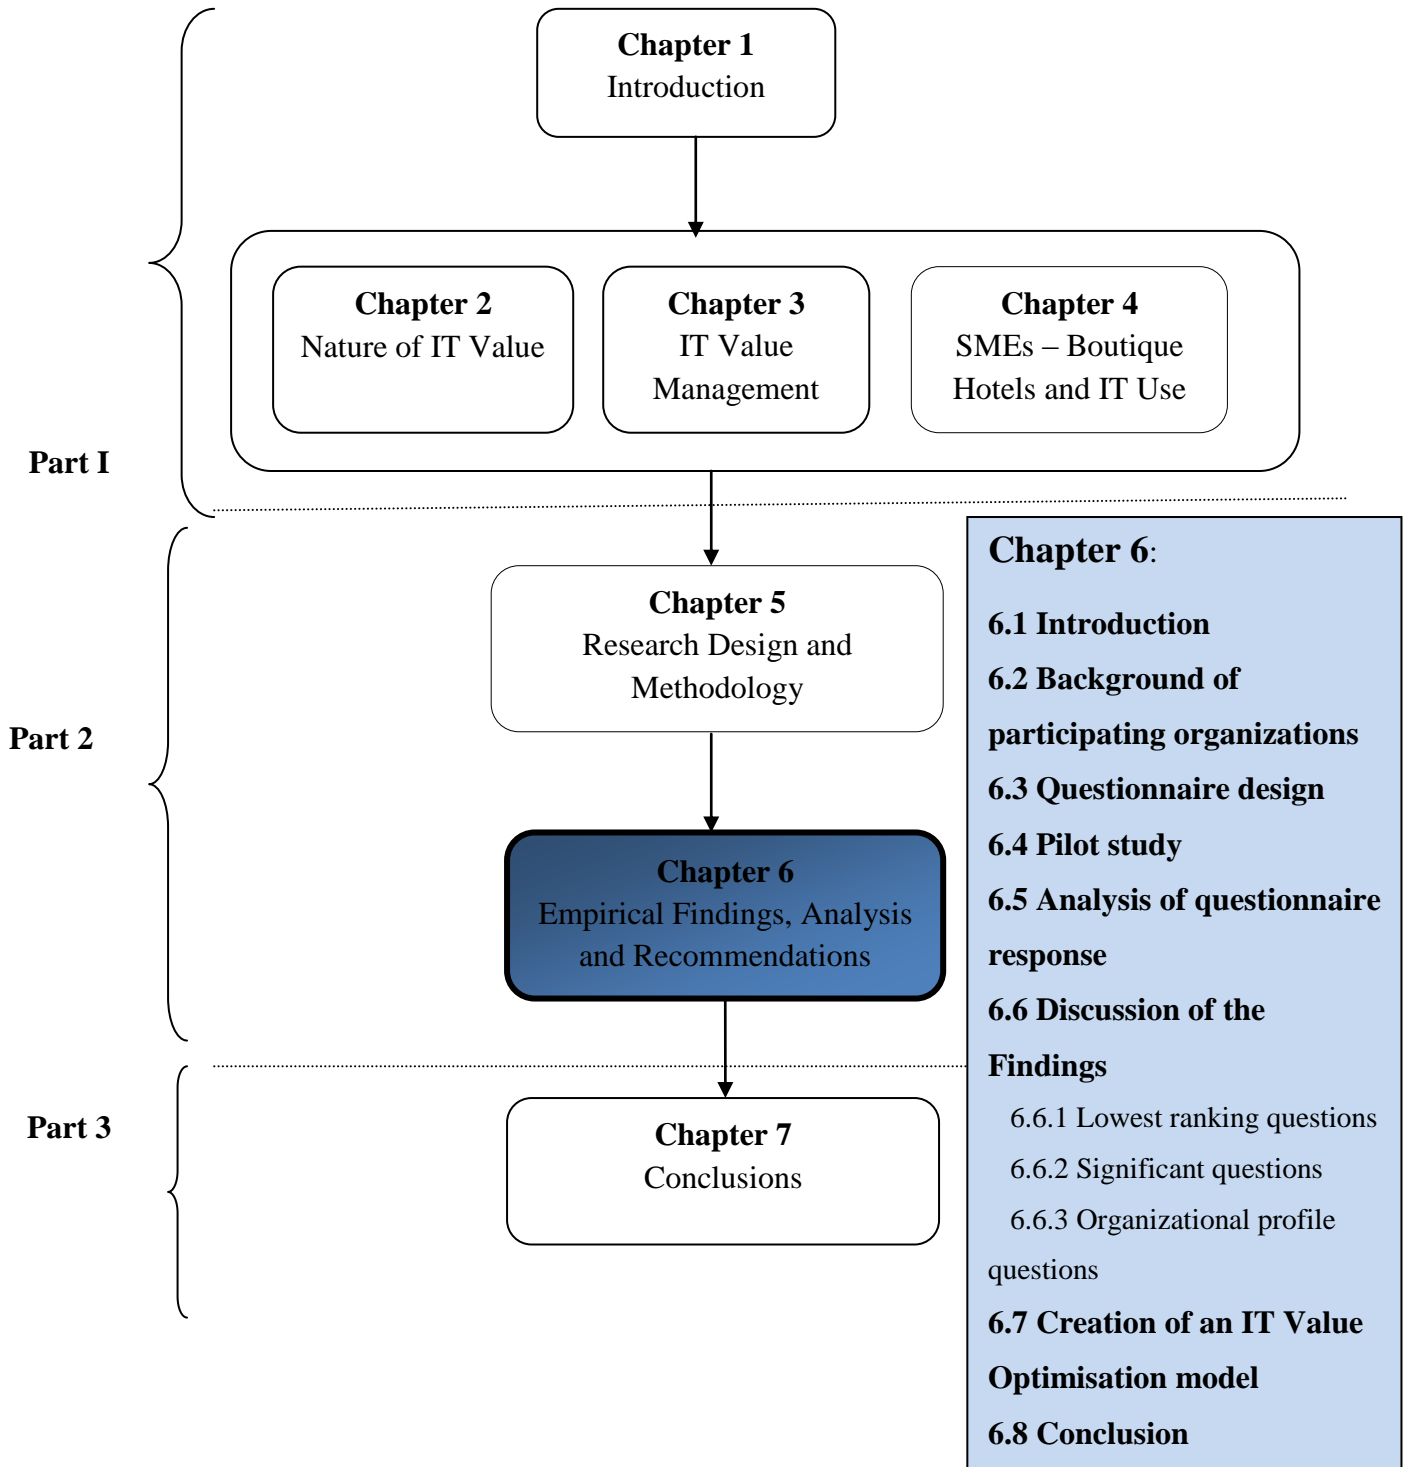 Chapter 1
Introduction
Chapter 2
Nature of IT Value
Chapter 3
IT Value
Management
Chapter 4
SMEs – Boutique
Hotels and IT Use
Part I
Chapter 5
Research Design and
Methodology
Part 2
Chapter 6
Empirical Findings, Analysis
and Recommendations
Part 3
Chapter 7
Conclusions
Chapter 6:
6.1 Introduction
6.2 Background of
participating organizations
6.3 Questionnaire design
6.4 Pilot study
6.5 Analysis of questionnaire
response
6.6 Discussion of the
Findings
6.6.1 Lowest ranking questions
6.6.2 Significant questions
6.6.3 Organizational profile
questions
6.7 Creation of an IT Value
Optimisation model
6.8 Conclusion